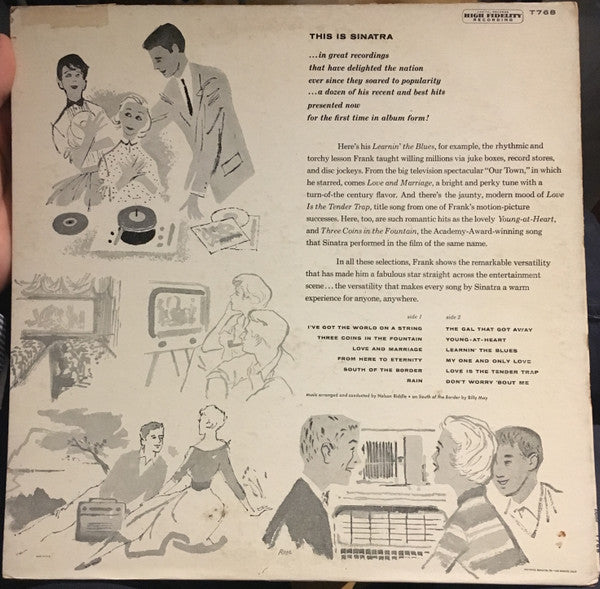 HIGH FIDELITY
RECORDING
T768
THIS IS SINATRA
...in great recordings
that have delighted the nation
ever since they soared to popularity
...a dozen of his recent and best hits
presented now
for the first time in album form!
Here's his Learnin' the Blues, for example, the rhythmic and
torchy lesson Frank taught willing millions via juke boxes, record stores,
and disc jockeys. From the big television spectacular "Our Town," in which
he starred, comes Love and Marriage, a bright and perky tune with a
turn-of-the century flavor. And there's the jaunty, modern mood of Love
Is the Tender Trap, title song from one of Frank's motion-picture
successes. Here, too, are such romantic hits as the lovely Young-at-Heart,
and Three Coins in the Fountain, the Academy-Award-winning song
that Sinatra performed in the film of the same name.
In all these selections, Frank shows the remarkable versatility
that has made him a fabulous star straight across the entertainment
scene...the versatility that makes every song by Sinatra a warm
experience for anyone, anywhere.
side 1
I'VE GOT THE WORLD ON A STRING
THREE COINS IN THE FOUNTAIN
LOVE AND MARRIAGE
FROM HERE TO ETERNITY
SOUTH OF THE BORDER
RAIN
side 2
THE GAL THAT GOT AWAY
YOUNG-AT-HEART
LEARNIN' THE BLUES
MY ONE AND ONLY LOVE
LOVE IS THE TENDER TRAP
DON'T WORRY 'BOUT ME
music arranged and conducted by Nelson Riddle • on South of the Border by Billy May